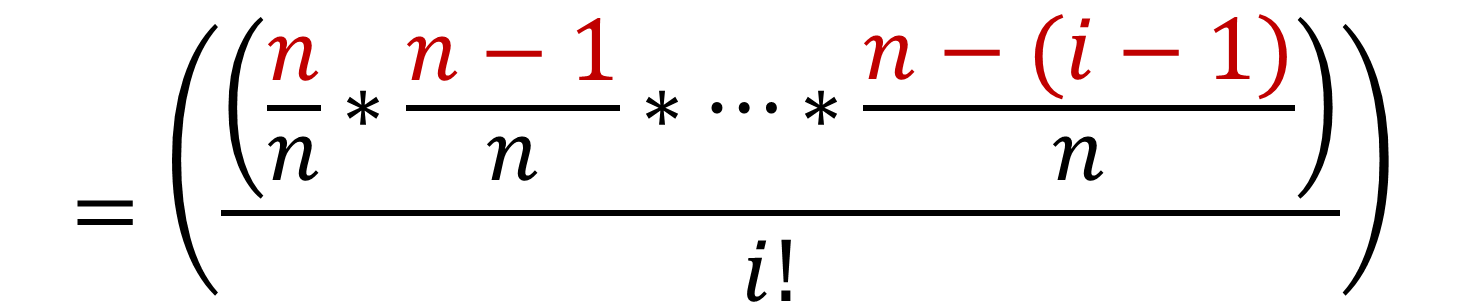 = (((n/n) * (n − 1)/n * ⋯ * (n − (i − 1))/n) / i!)